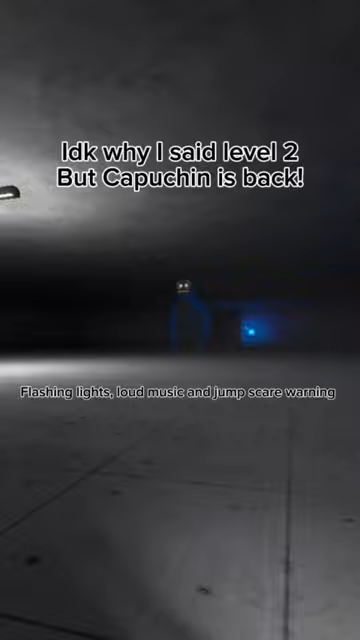 Idk why I said level 2
But Capuchin is back!
Flashing lights, loud music and jump scare warning